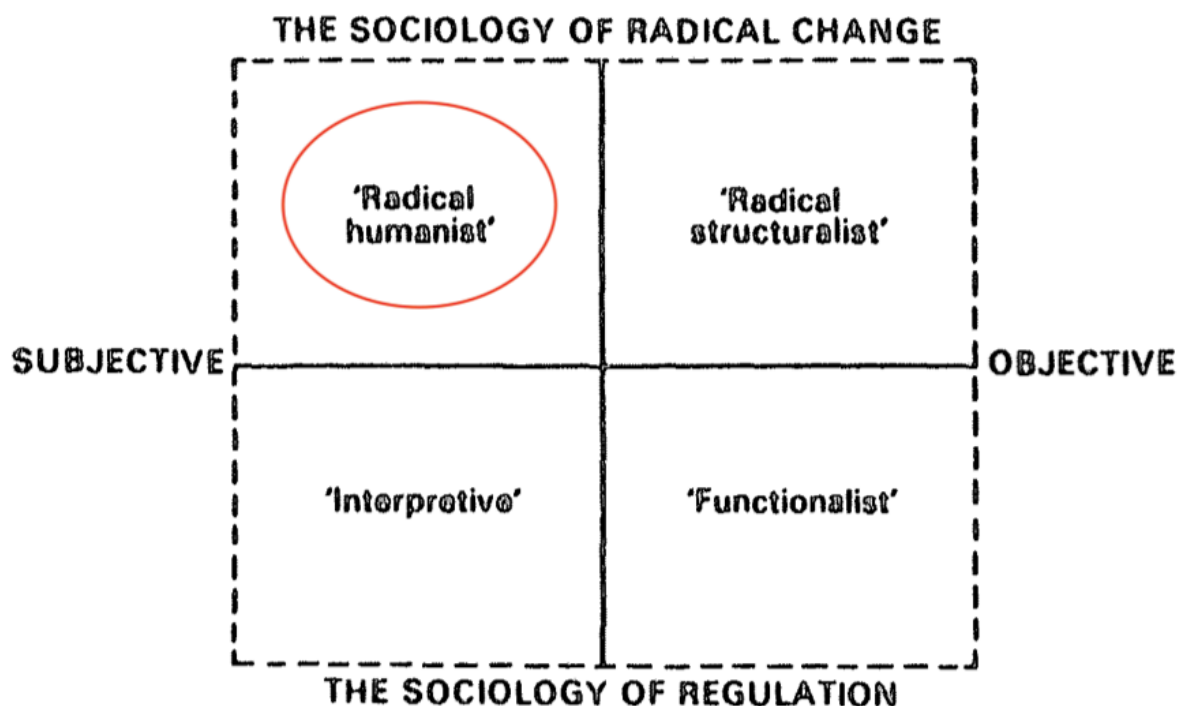 THE SOCIOLOGY OF RADICAL CHANGE
'Radical
humanist'
'Radical
structuralist'
SUBJECTIVE
OBJECTIVE
'Interpretive'
'Functionalist'
THE SOCIOLOGY OF REGULATION